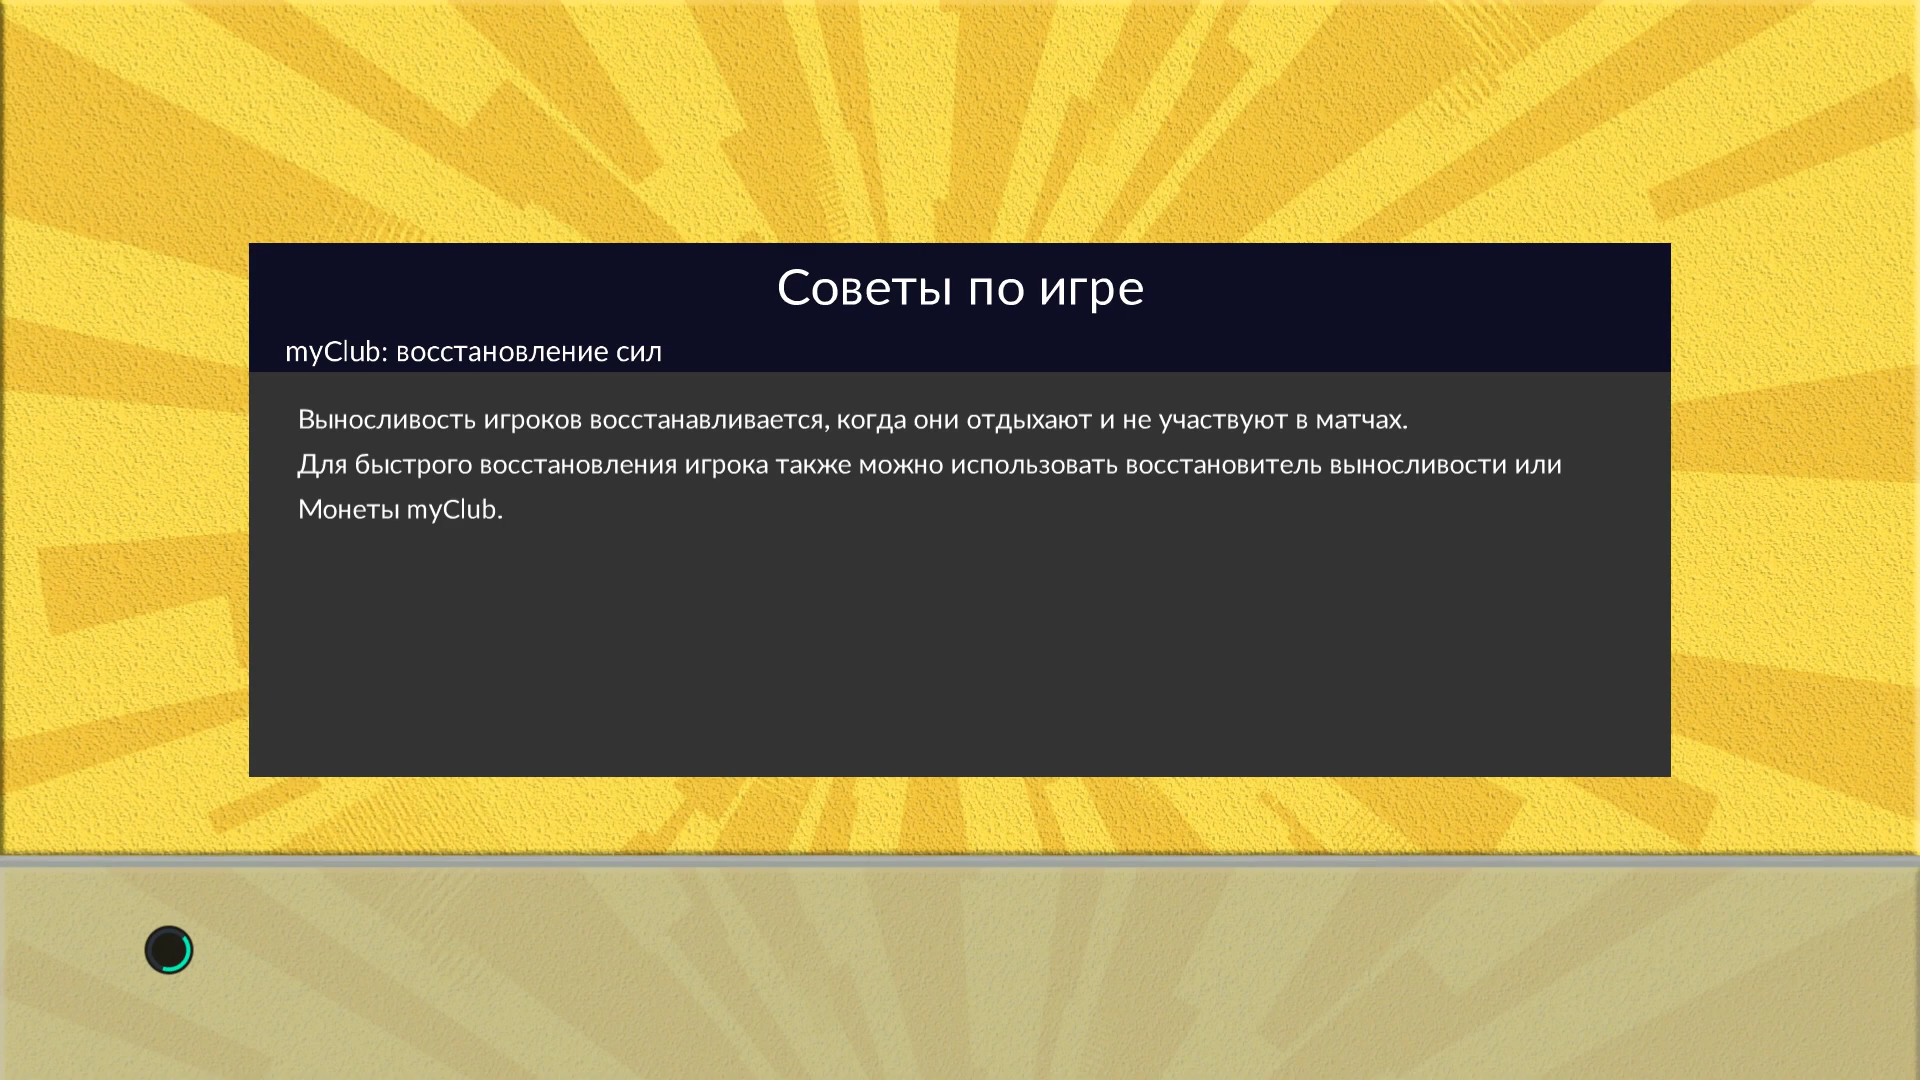 Советы по игре
myClub: восстановление сил
Выносливость игроков восстанавливается, когда они отдыхают и не участвуют в матчах.
Для быстрого восстановления игрока также можно использовать восстановитель выносливости или
Монеты myClub.